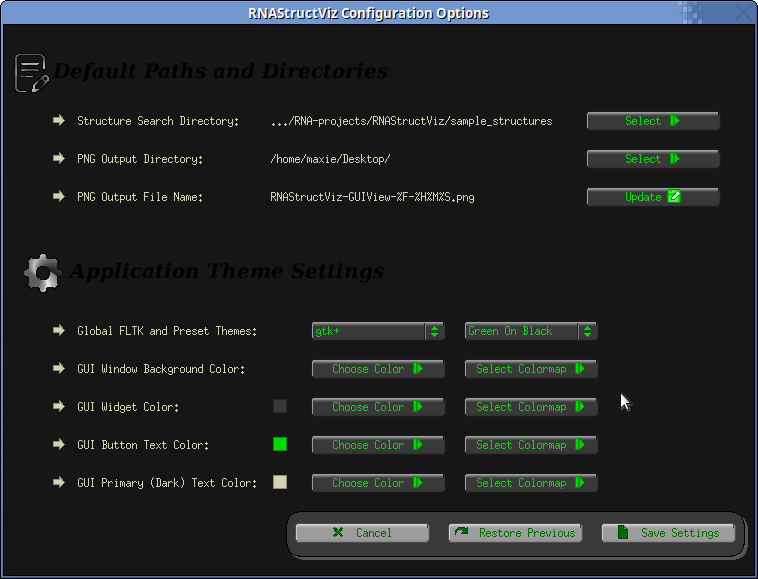 RNAStructViz Configuration Options
Default Paths and Directories
Structure Search Directory: .../RNA-projects/RNAStructViz/sample_structures Select
PNG Output Directory: /home/maxie/Desktop/ Select
PNG Output File Name: RNAStructViz-GUIView-%F-%H%M%S.png Update
Application Theme Settings
Global FLTK and Preset Themes: gtk+ Green On Black
GUI Window Background Color: Choose Color Select Colormap
GUI Widget Color: Choose Color Select Colormap
GUI Button Text Color: Choose Color Select Colormap
GUI Primary (Dark) Text Color: Choose Color Select Colormap
Cancel Restore Previous Save Settings